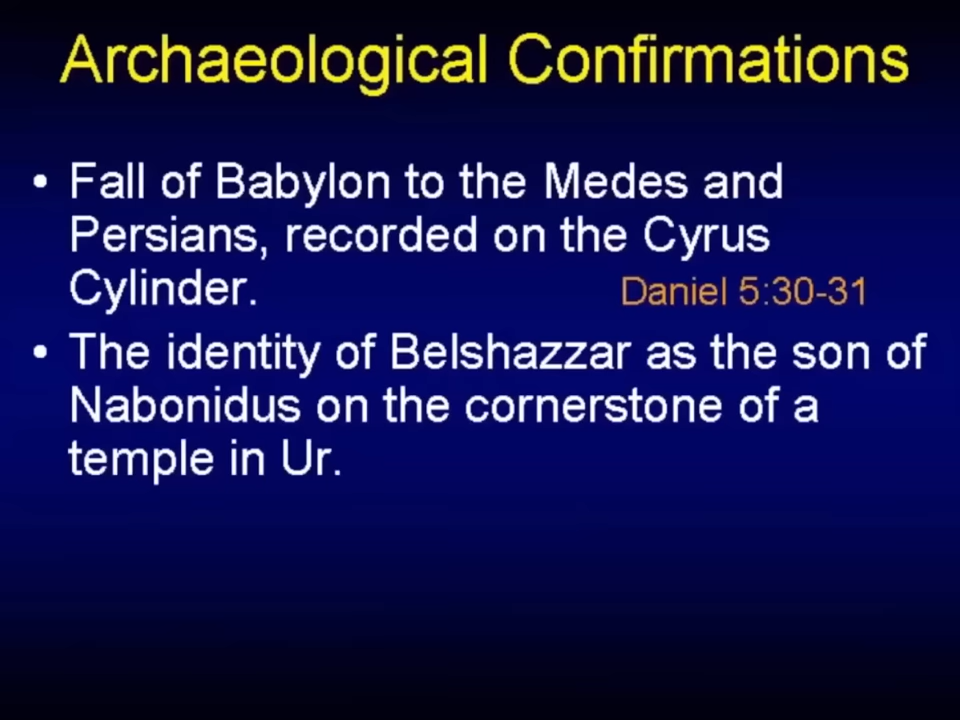 Archaeological Confirmations
• Fall of Babylon to the Medes and
Persians, recorded on the Cyrus
Cylinder. Daniel 5:30-31
• The identity of Belshazzar as the son of
Nabonidus on the cornerstone of a
temple in Ur.